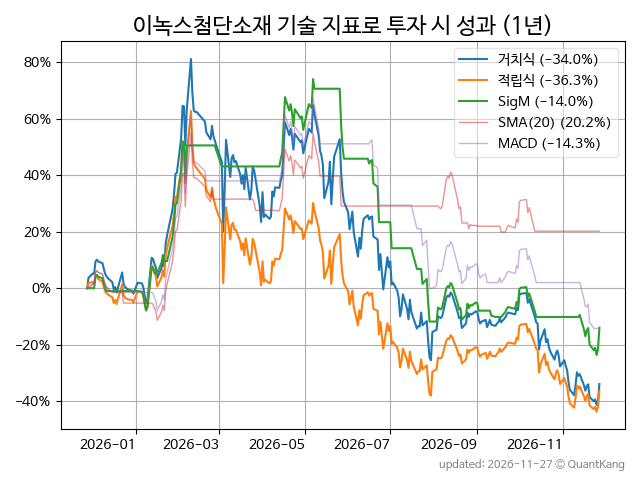 이녹스첨단소재 기술 지표로 투자 시 성과 (1년)
거치식 (−34.0%)
적립식 (−36.3%)
SigM (−14.0%)
SMA(20) (20.2%)
MACD (−14.3%)
80%
60%
40%
20%
0%
−20%
−40%
2026-01 2026-03 2026-05 2026-07 2026-09 2026-11
updated: 2026-11-27 © QuantKang